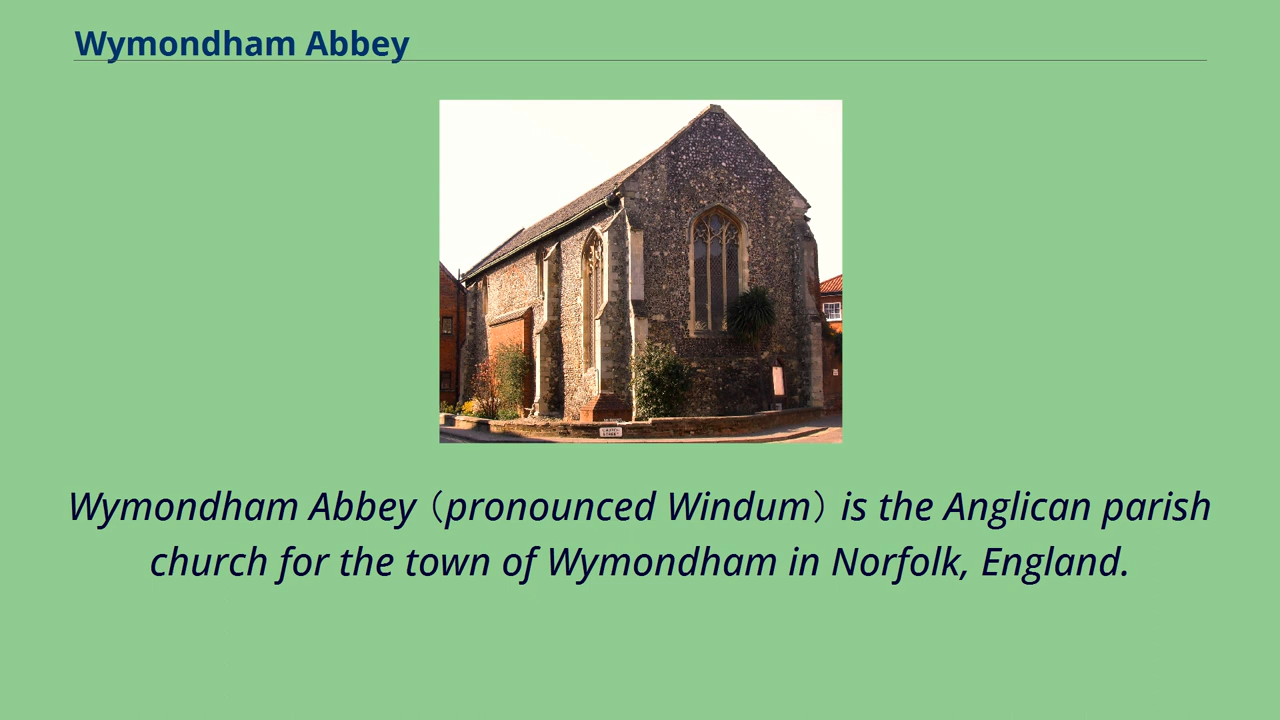 Wymondham Abbey
Wymondham Abbey（pronounced Windum）is the Anglican parish
church for the town of Wymondham in Norfolk, England.